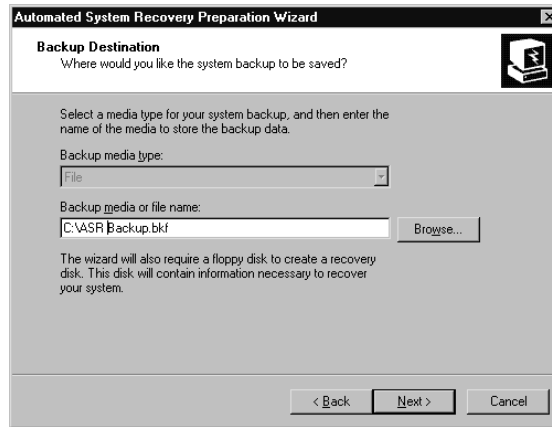 Automated System Recovery Preparation Wizard
Backup Destination
Where would you like the system backup to be saved?
Select a media type for your system backup, and then enter the
name of the media to store the backup data.
Backup media type:
File
Backup media or file name:
C:\ASR Backup.bkf
Browse...
The wizard will also require a floppy disk to create a recovery
disk. This disk will contain information necessary to recover
your system.
< Back
Next >
Cancel